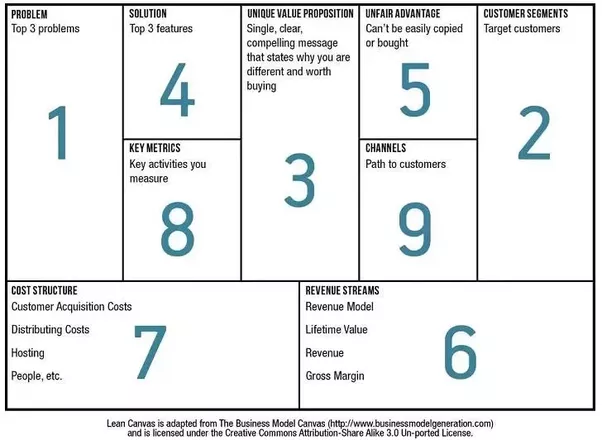 PROBLEM
Top 3 problems
1
SOLUTION
Top 3 features
4
KEY METRICS
Key activities you
measure
8
UNIQUE VALUE PROPOSITION
Single, clear,
compelling message
that states why you are
different and worth
buying
3
UNFAIR ADVANTAGE
Can't be easily copied
or bought
5
CHANNELS
Path to customers
9
CUSTOMER SEGMENTS
Target customers
2
COST STRUCTURE
Customer Acquisition Costs
Distributing Costs
Hosting
People, etc.
7
REVENUE STREAMS
Revenue Model
Lifetime Value
Revenue
Gross Margin
6
Lean Canvas is adapted from The Business Model Canvas (http://www.businessmodelgeneration.com)
and is licensed under the Creative Commons Attribution-Share Alike 3.0 Un-ported License.